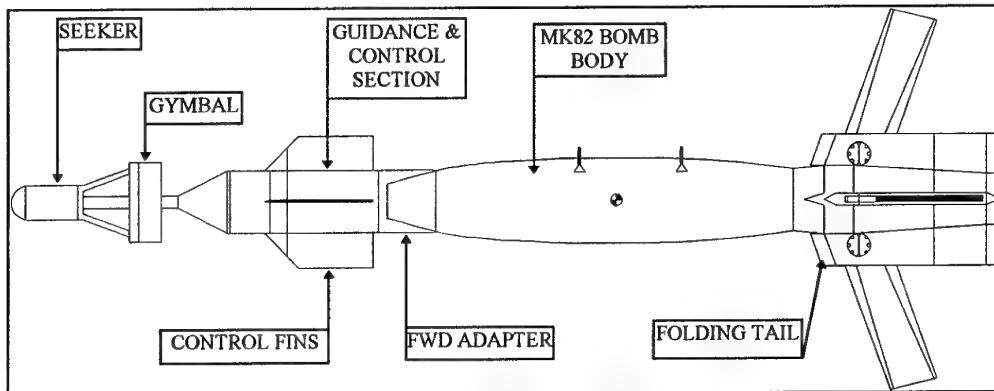 SEEKER
GYMBAL
GUIDANCE &
CONTROL
SECTION
MK82 BOMB
BODY
CONTROL FINS
FWD ADAPTER
FOLDING TAIL